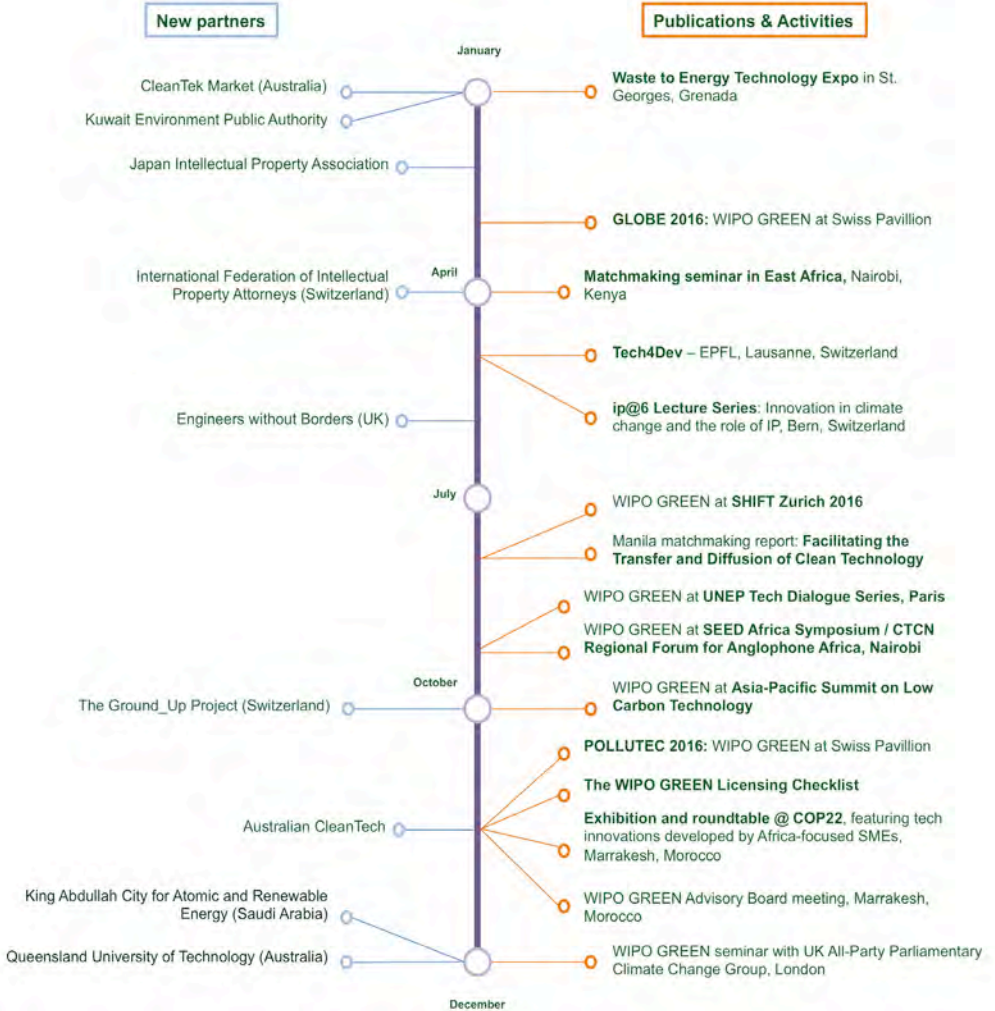 New partners
Publications & Activities
January
CleanTek Market (Australia)
Kuwait Environment Public Authority
Waste to Energy Technology Expo in St.
Georges, Grenada
Japan Intellectual Property Association
GLOBE 2016: WIPO GREEN at Swiss Pavillion
April
International Federation of Intellectual
Property Attorneys (Switzerland)
Matchmaking seminar in East Africa, Nairobi,
Kenya
Tech4Dev – EPFL, Lausanne, Switzerland
Engineers without Borders (UK)
ip@6 Lecture Series: Innovation in climate
change and the role of IP, Bern, Switzerland
July
WIPO GREEN at SHIFT Zurich 2016
Manila matchmaking report: Facilitating the
Transfer and Diffusion of Clean Technology
WIPO GREEN at UNEP Tech Dialogue Series, Paris
WIPO GREEN at SEED Africa Symposium / CTCN
Regional Forum for Anglophone Africa, Nairobi
October
The Ground_Up Project (Switzerland)
WIPO GREEN at Asia-Pacific Summit on Low
Carbon Technology
POLLUTEC 2016: WIPO GREEN at Swiss Pavillion
The WIPO GREEN Licensing Checklist
Australian CleanTech
Exhibition and roundtable @ COP22, featuring tech
innovations developed by Africa-focused SMEs,
Marrakesh, Morocco
King Abdullah City for Atomic and Renewable
Energy (Saudi Arabia)
WIPO GREEN Advisory Board meeting, Marrakesh,
Morocco
Queensland University of Technology (Australia)
WIPO GREEN seminar with UK All-Party Parliamentary
Climate Change Group, London
December